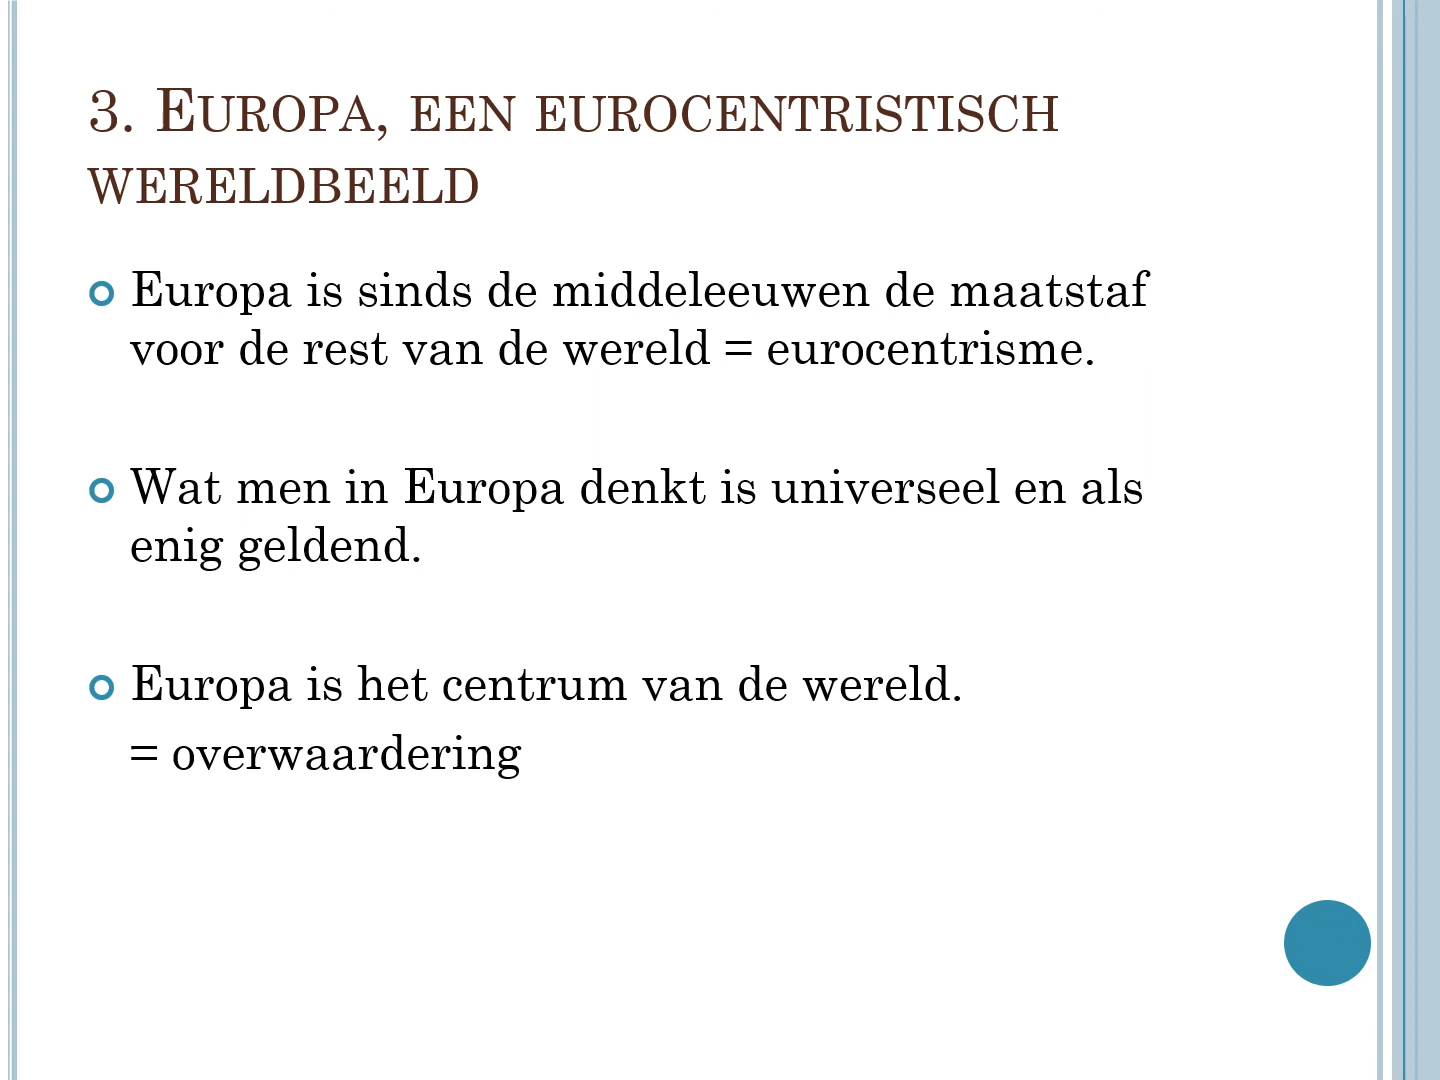 3. Europa, een eurocentristisch
wereldbeeld
Europa is sinds de middeleeuwen de maatstaf
voor de rest van de wereld = eurocentrisme.
Wat men in Europa denkt is universeel en als
enig geldend.
Europa is het centrum van de wereld.
= overwaardering